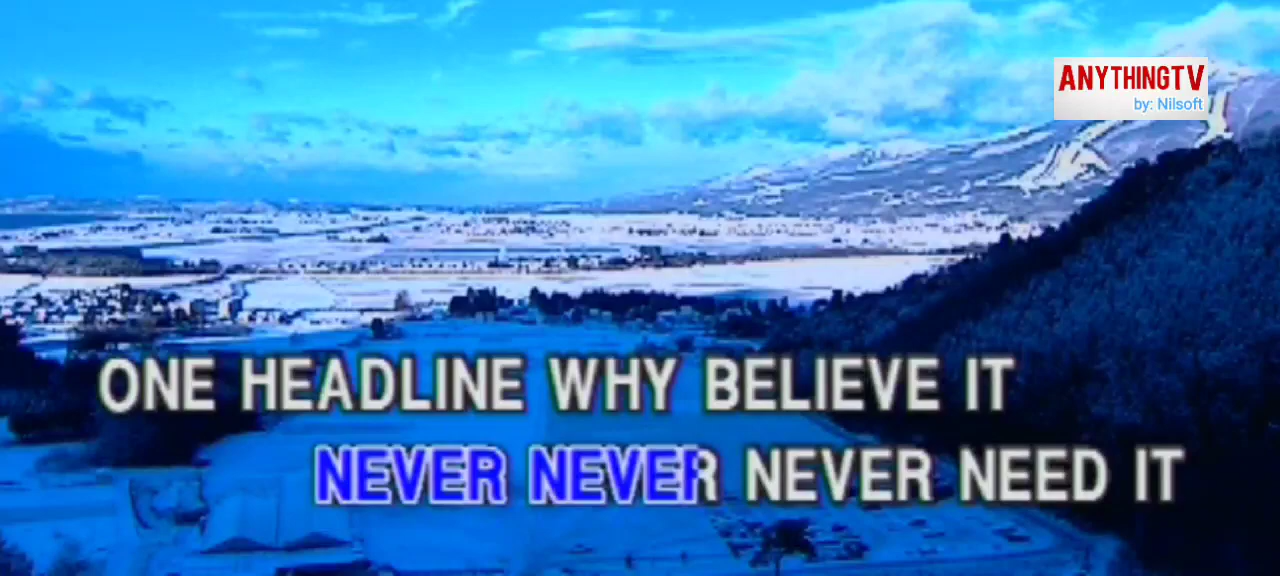 ANYTHINGTV
by: Nilsoft
ONE HEADLINE WHY BELIEVE IT
NEVER NEVER NEVER NEED IT